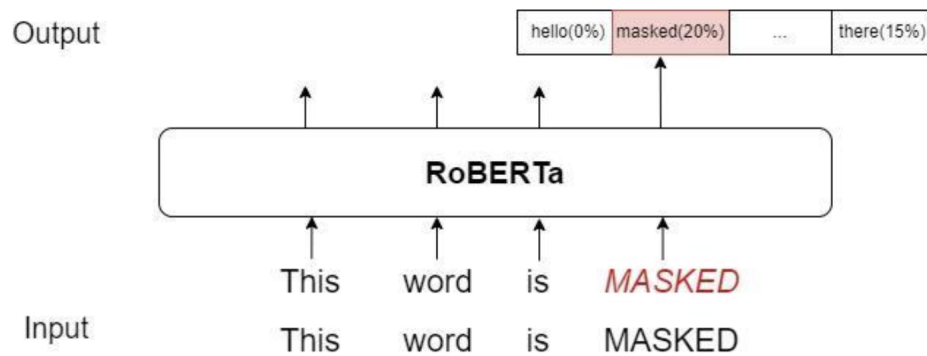 Output
hello(0%) masked(20%) ... there(15%)
RoBERTa
This word is MASKED
Input
This word is MASKED